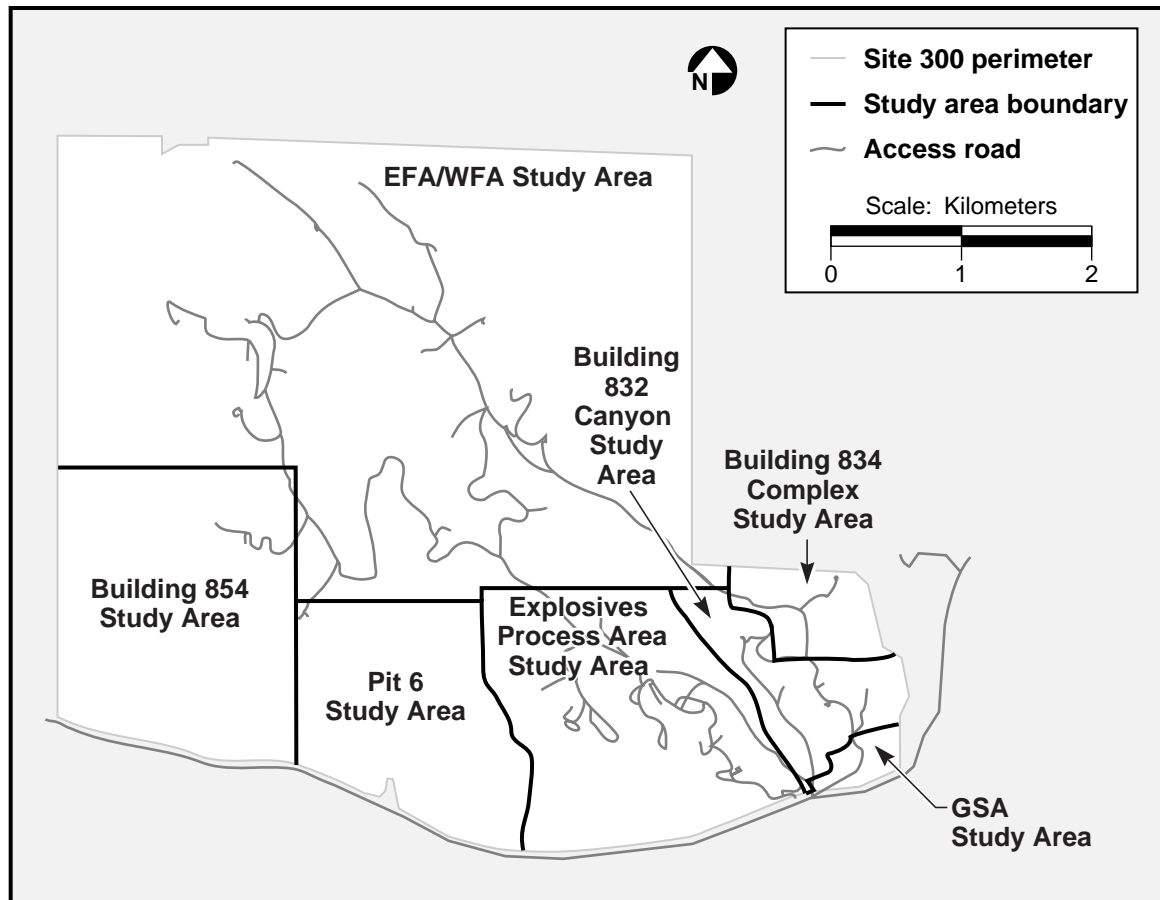 N
Site 300 perimeter
Study area boundary
Access road
Scale: Kilometers
0 1 2
EFA/WFA Study Area
Building
832
Canyon
Study
Area
Building 834
Complex
Study Area
Building 854
Study Area
Explosives
Process Area
Study Area
Pit 6
Study Area
GSA
Study Area